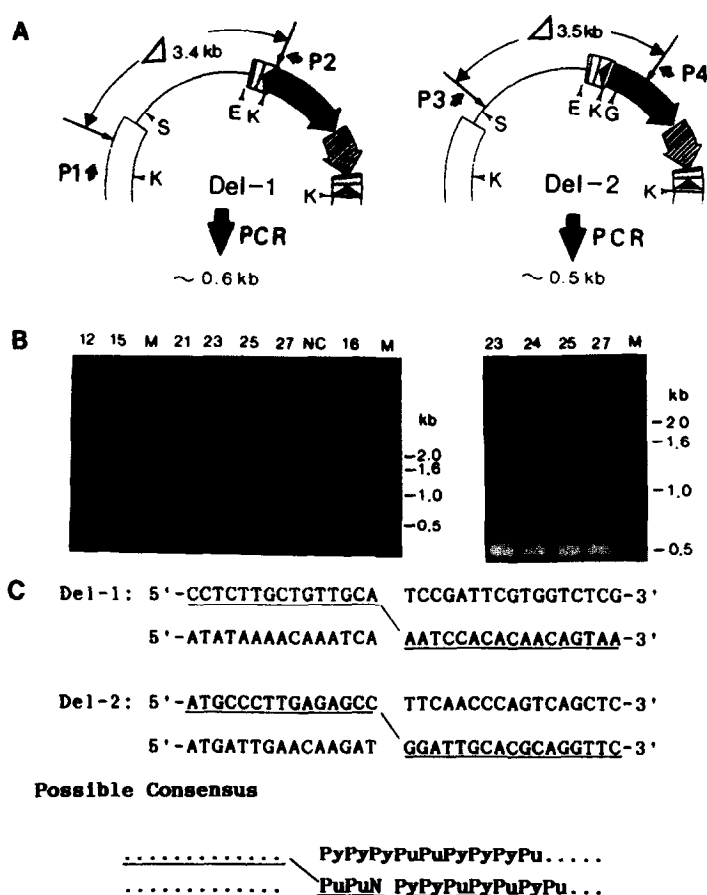 A
Δ 3.4 kb
P2
P1
S
E K
K
K
Del-1
PCR
~ 0.6 kb
Δ 3.5 kb
P4
P3
S
E K G
K
K
Del-2
PCR
~ 0.5 kb
B
12 15 M 21 23 25 27 NC 16 M
kb
-2.0
-1.6
-1.0
-0.5
23 24 25 27 M
kb
-2.0
-1.6
-1.0
-0.5
C
Del-1: 5'-CCTCTTGCTGTTGCA TCCGATTCGTGGTCTCG-3'
5'-ATATAAAACAAATCA AATCCACACAACAGTAA-3'
Del-2: 5'-ATGCCCTTGAGAGCC TTCAACCCAGTCAGCTC-3'
5'-ATGATTGAACAAGAT GGATTGCACGCAGGTTC-3'
Possible Consensus
............. PyPyPyPuPuPyPyPyPyPu.....
............. PuPuN PyPyPuPyPuPyPu...